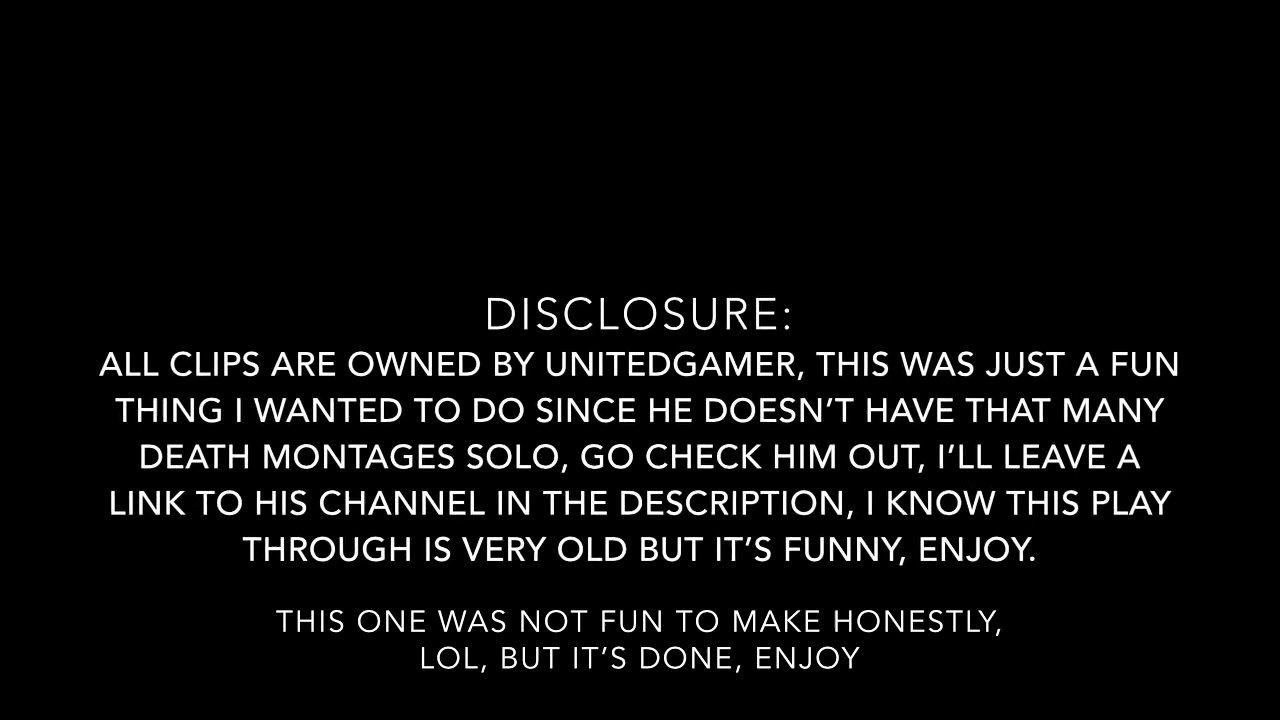 DISCLOSURE:
ALL CLIPS ARE OWNED BY UNITEDGAMER, THIS WAS JUST A FUN
THING I WANTED TO DO SINCE HE DOESN’T HAVE THAT MANY
DEATH MONTAGES SOLO, GO CHECK HIM OUT, I’LL LEAVE A
LINK TO HIS CHANNEL IN THE DESCRIPTION, I KNOW THIS PLAY
THROUGH IS VERY OLD BUT IT’S FUNNY, ENJOY.
THIS ONE WAS NOT FUN TO MAKE HONESTLY,
LOL, BUT IT’S DONE, ENJOY